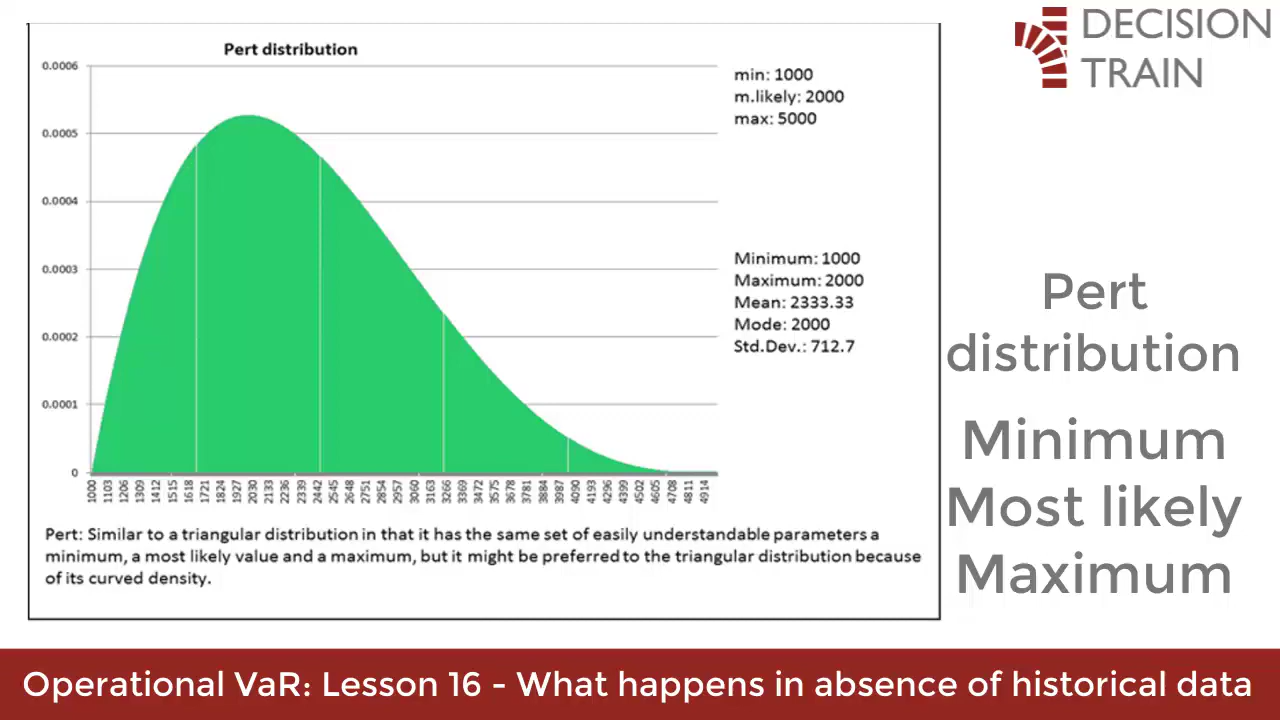 DECISION
TRAIN
Pert distribution
0.0006
0.0005
0.0004
0.0003
0.0002
0.0001
0
1000 1103 1206 1309 1412 1515 1618 1721 1824 1927 2030 2133 2236 2339 2442 2545 2648 2751 2854 2957 3060 3163 3266 3369 3472 3575 3678 3781 3884 3987 4090 4193 4296 4399 4502 4605 4708 4811 4914
min: 1000
m.likely: 2000
max: 5000
Minimum: 1000
Maximum: 2000
Mean: 2333.33
Mode: 2000
Std.Dev.: 712.7
Pert: Similar to a triangular distribution in that it has the same set of easily understandable parameters a
minimum, a most likely value and a maximum, but it might be preferred to the triangular distribution because
of its curved density.
Pert
distribution
Minimum
Most likely
Maximum
Operational VaR: Lesson 16 - What happens in absence of historical data